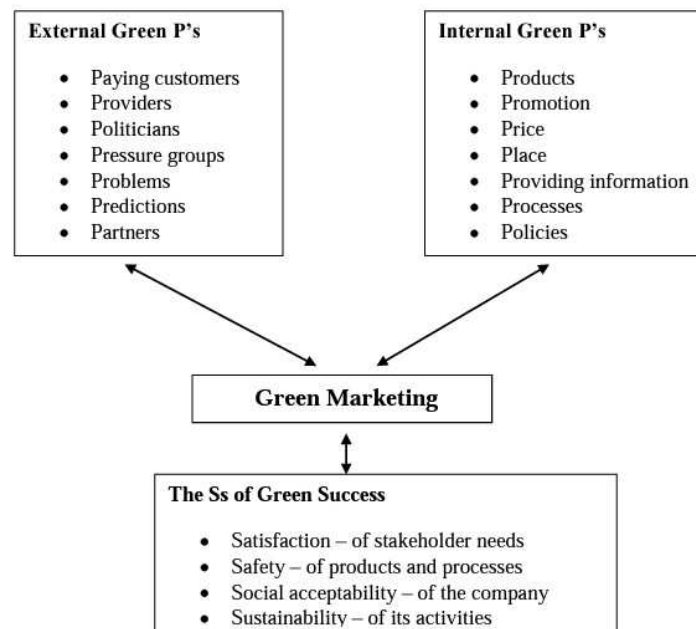 External Green P's
• Paying customers
• Providers
• Politicians
• Pressure groups
• Problems
• Predictions
• Partners
Internal Green P's
• Products
• Promotion
• Price
• Place
• Providing information
• Processes
• Policies
Green Marketing
The Ss of Green Success
• Satisfaction – of stakeholder needs
• Safety – of products and processes
• Social acceptability – of the company
• Sustainability – of its activities